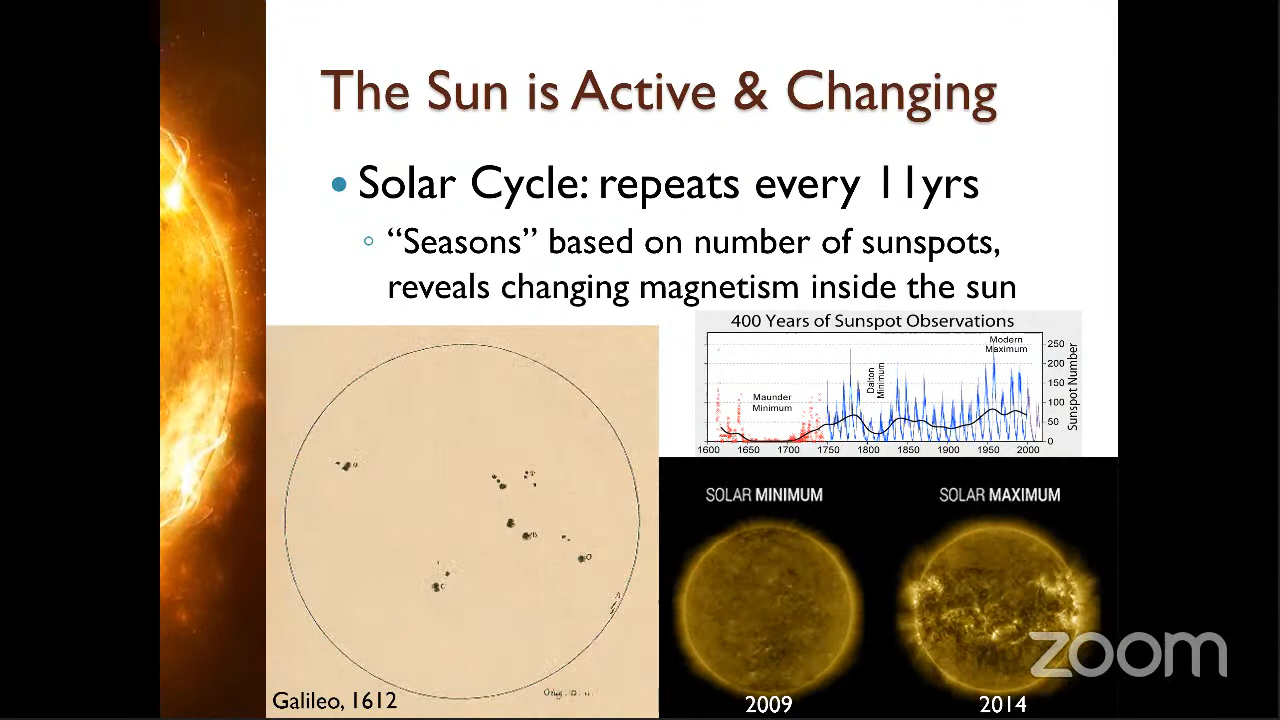 The Sun is Active & Changing
• Solar Cycle: repeats every 11yrs
◦ “Seasons” based on number of sunspots,
reveals changing magnetism inside the sun
400 Years of Sunspot Observations
Modern
Maximum
Dalton
Minimum
Maunder
Minimum
250
200
150
100
50
0
Sunspot Number
1600 1650 1700 1750 1800 1850 1900 1950 2000
Galileo, 1612
SOLAR MINIMUM
SOLAR MAXIMUM
2009
2014
zoom